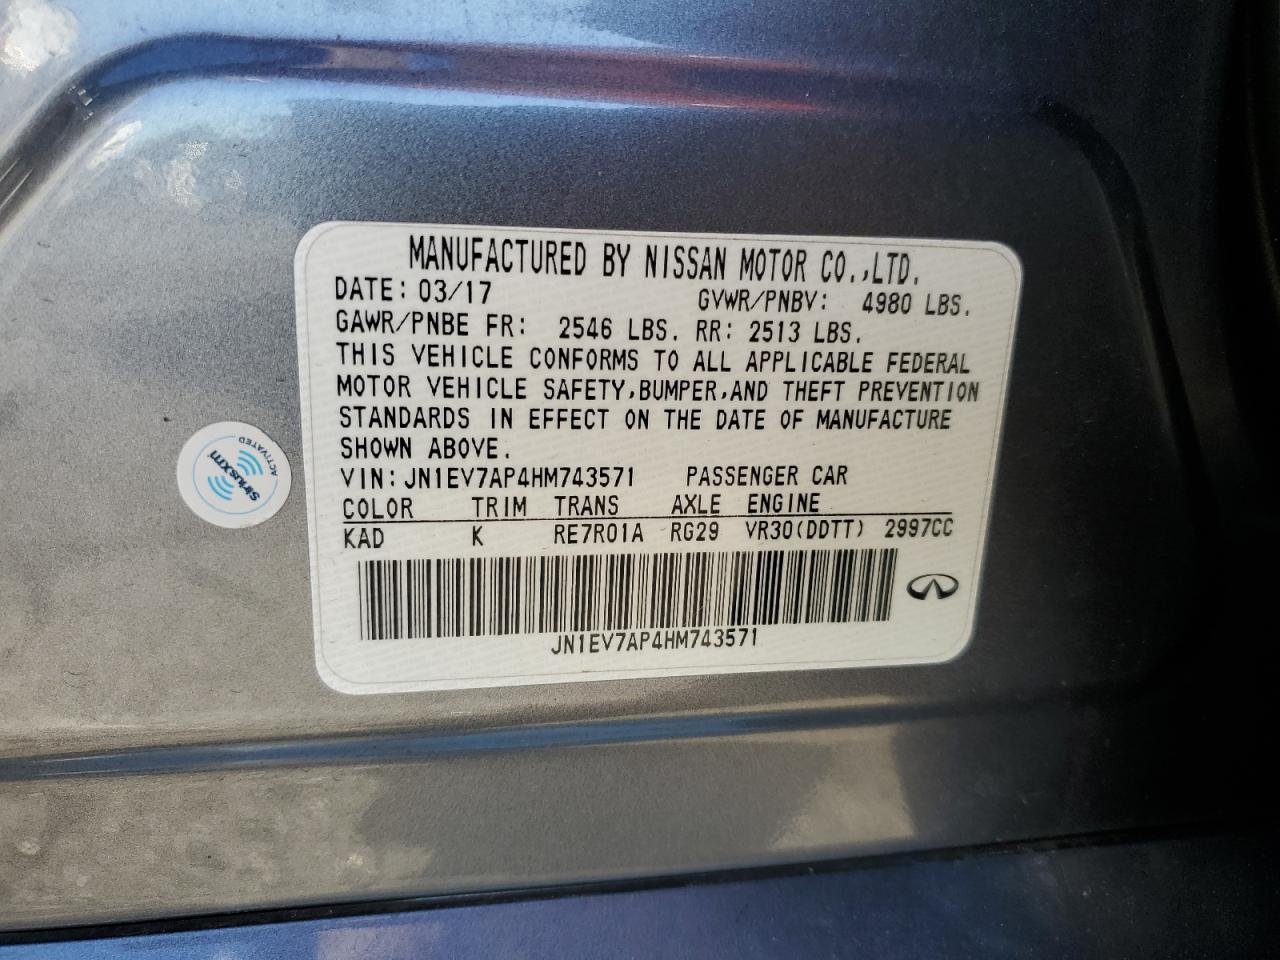 MANUFACTURED BY NISSAN MOTOR CO.,LTD.
DATE: 03/17 GVWR/PNBV: 4980 LBS.
GAWR/PNBE FR: 2546 LBS. RR: 2513 LBS.
THIS VEHICLE CONFORMS TO ALL APPLICABLE FEDERAL
MOTOR VEHICLE SAFETY,BUMPER,AND THEFT PREVENTION
STANDARDS IN EFFECT ON THE DATE OF MANUFACTURE
SHOWN ABOVE.
VIN:JN1EV7AP4HM743571 PASSENGER CAR
COLOR TRIM TRANS AXLE ENGINE
KAD K RE7R01A RG29 VR30(DDTT) 2997CC
JN1EV7AP4HM743571
SiriusXM
ACTIVATED